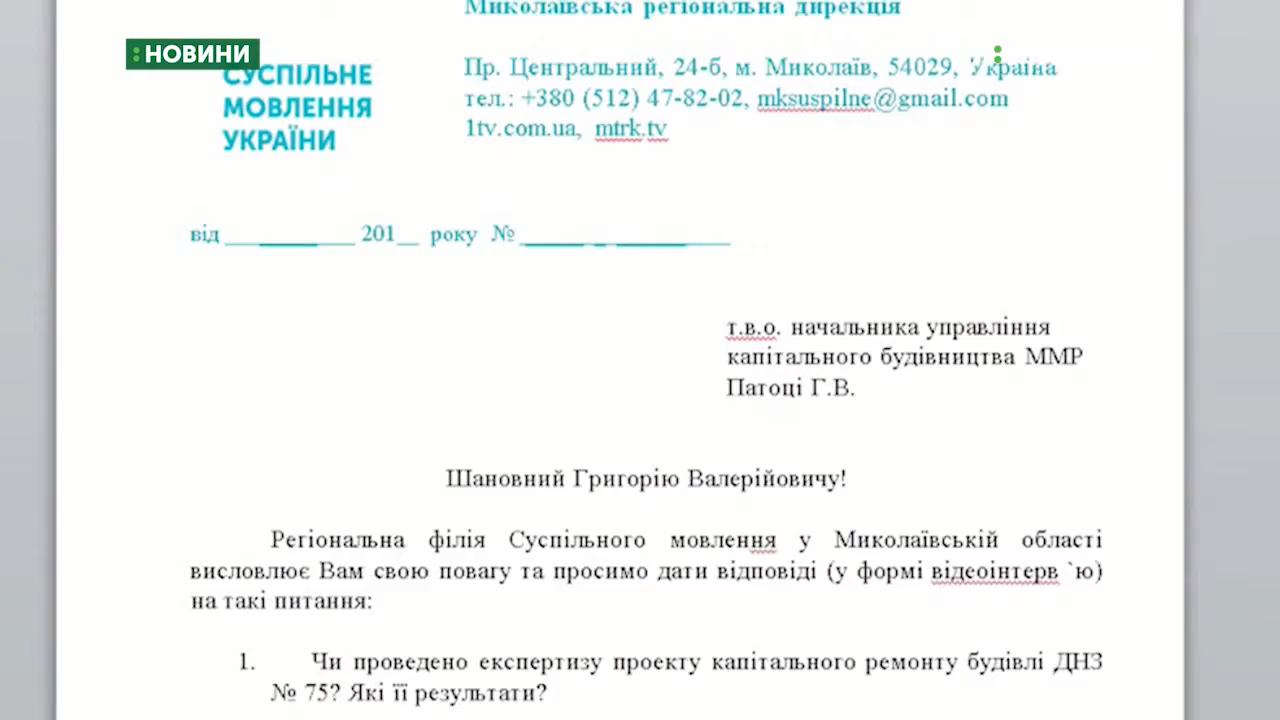 Миколаївська регіональна дирекція
:НОВИНИ
СУСПІЛЬНЕ
МОВЛЕННЯ
УКРАЇНИ
Пр. Центральний, 24-б, м. Миколаїв, 54029, Україна
тел.: +380 (512) 47-82-02, mksuspilne@gmail.com
1tv.com.ua, mtrk.tv
від ___________ 201__ року № __________________
т.в.о. начальника управління
капітального будівництва ММР
Патоці Г.В.
Шановний Григорію Валерійовичу!
Регіональна філія Суспільного мовлення у Миколаївській області
висловлює Вам свою повагу та просимо дати відповіді (у формі відеоінтерв `ю)
на такі питання:
1. Чи проведено експертизу проекту капітального ремонту будівлі ДНЗ
№ 75? Які її результати?